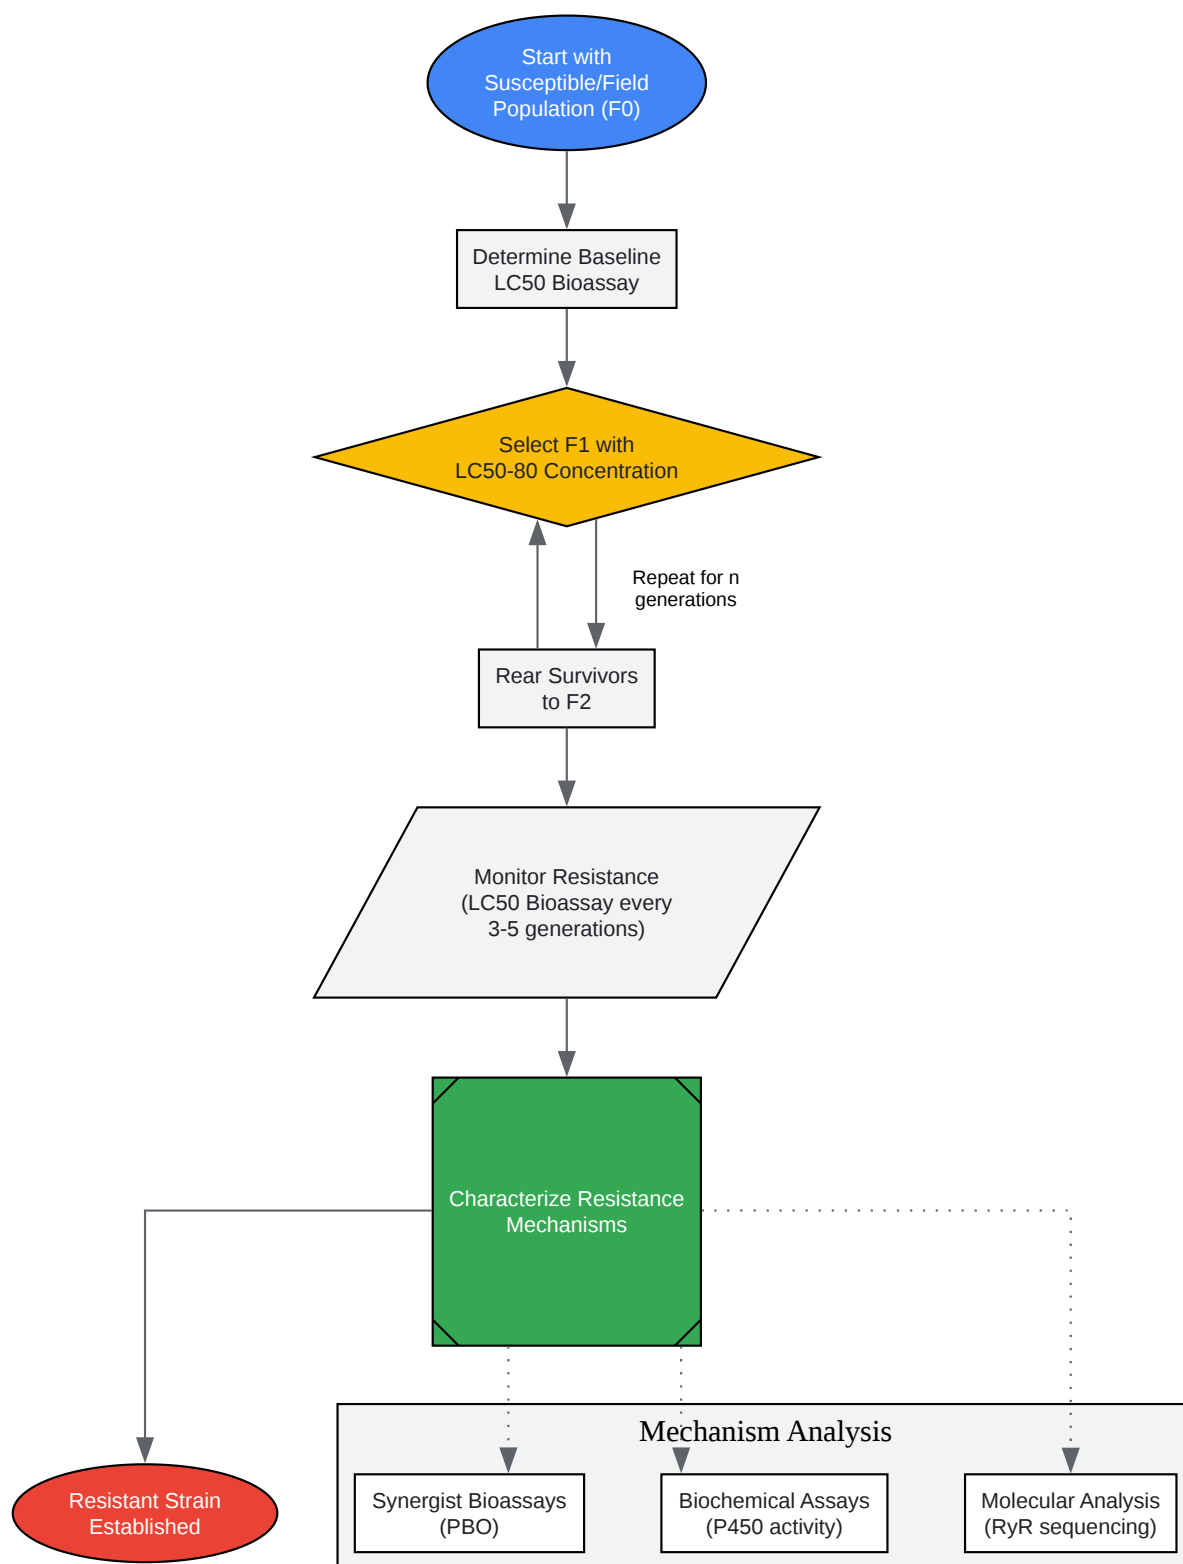 Start with
Susceptible/Field
Population (F0)
Determine Baseline
LC50 Bioassay
Select F1 with
LC50-80 Concentration
Repeat for n
generations
Rear Survivors
to F2
Monitor Resistance
(LC50 Bioassay every
3-5 generations)
Characterize Resistance
Mechanisms
Mechanism Analysis
Resistant Strain
Established
Synergist Bioassays
(PBO)
Biochemical Assays
(P450 activity)
Molecular Analysis
(RyR sequencing)